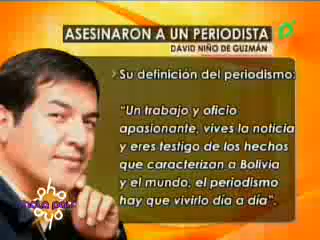 ASESINARON A UN PERIODISTA
DAVID NIÑO DE GUZMÁN
Su definición del periodismo:
"Un trabajo y oficio
apasionante, vives la noticia
y eres testigo de los hechos
que caracterizan a Bolivia
y el mundo, el periodismo
hay que vivirlo día a día".